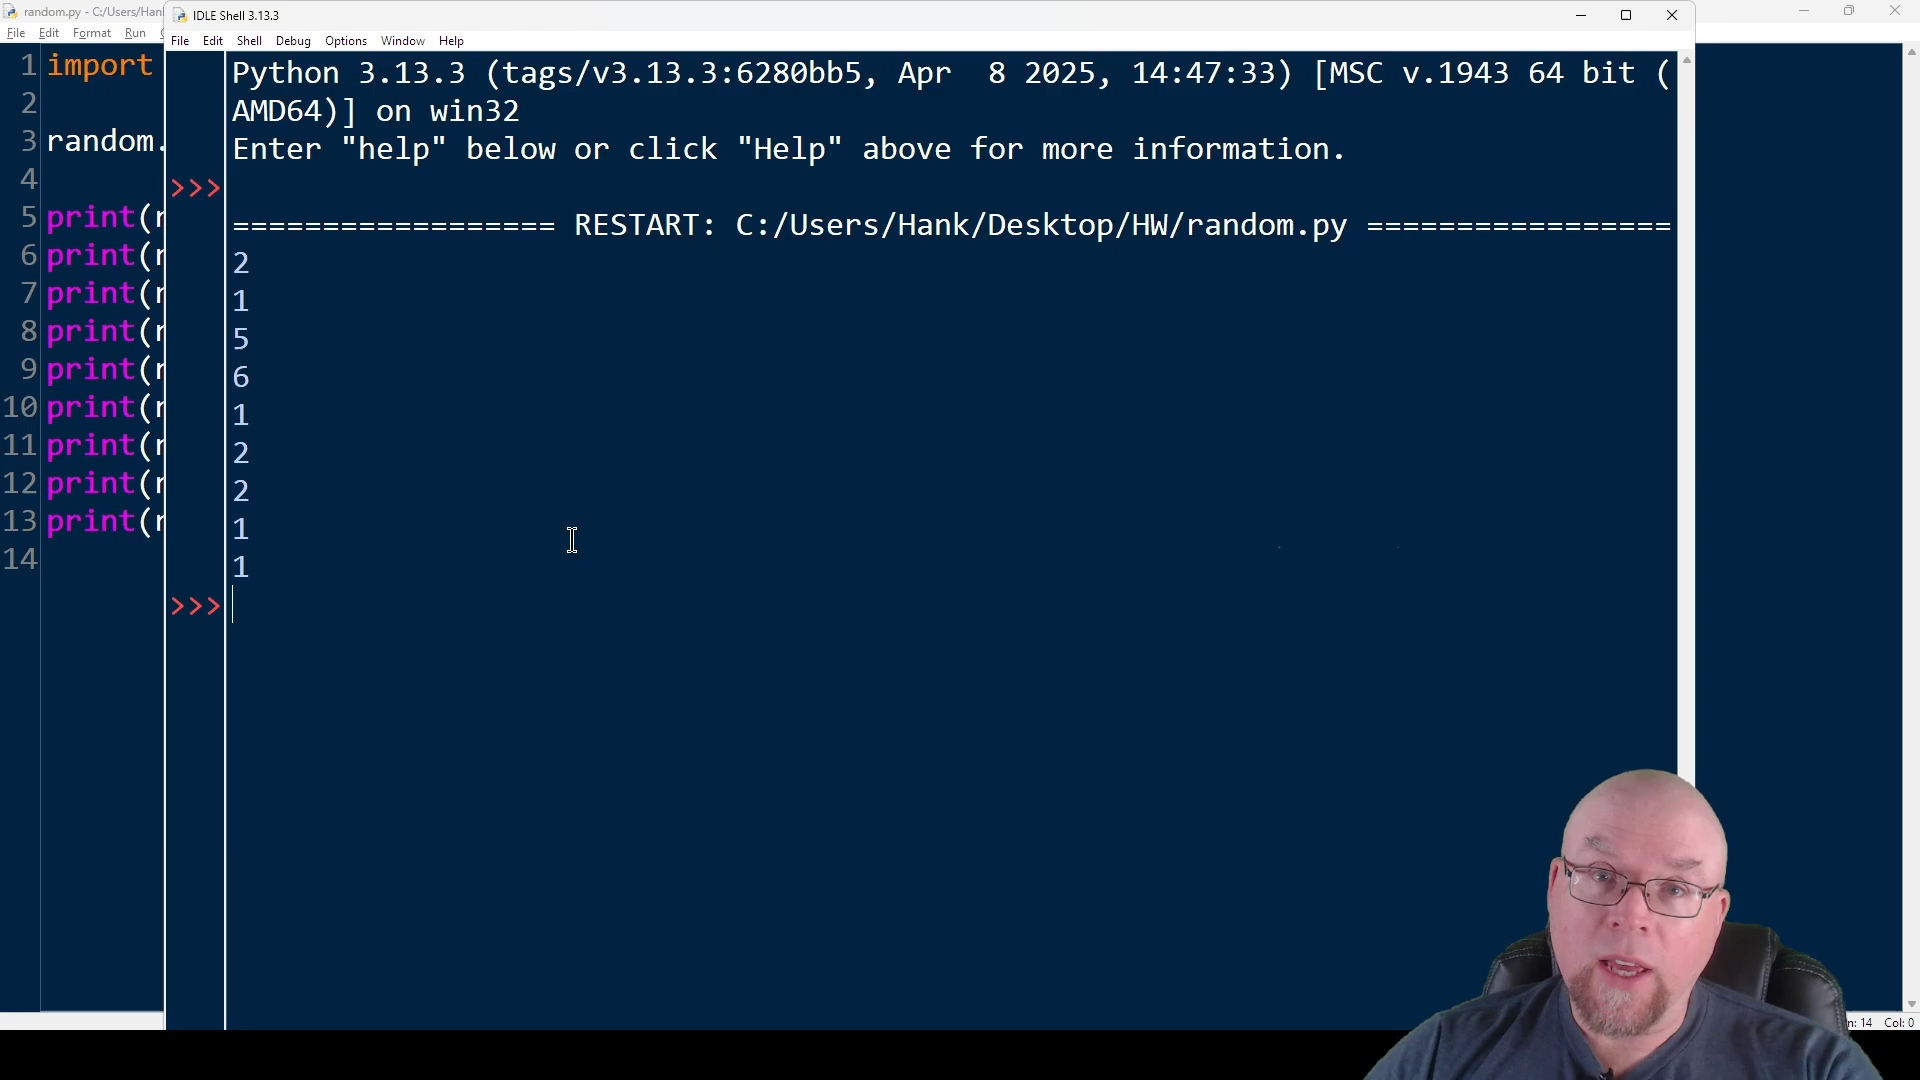 random.py - C:/Users/Han
File Edit Format Run
1 import
2
3 random.
4
5 print(r
6 print(r
7 print(r
8 print(r
9 print(r
10 print(r
11 print(r
12 print(r
13 print(r
14
IDLE Shell 3.13.3
File Edit Shell Debug Options Window Help
Python 3.13.3 (tags/v3.13.3:6280bb5, Apr  8 2025, 14:47:33) [MSC v.1943 64 bit (
AMD64)] on win32
Enter "help" below or click "Help" above for more information.
>>>
================== RESTART: C:/Users/Hank/Desktop/HW/random.py =================
2
1
5
6
1
2
2
1
1
>>>
n: 14 Col: 0